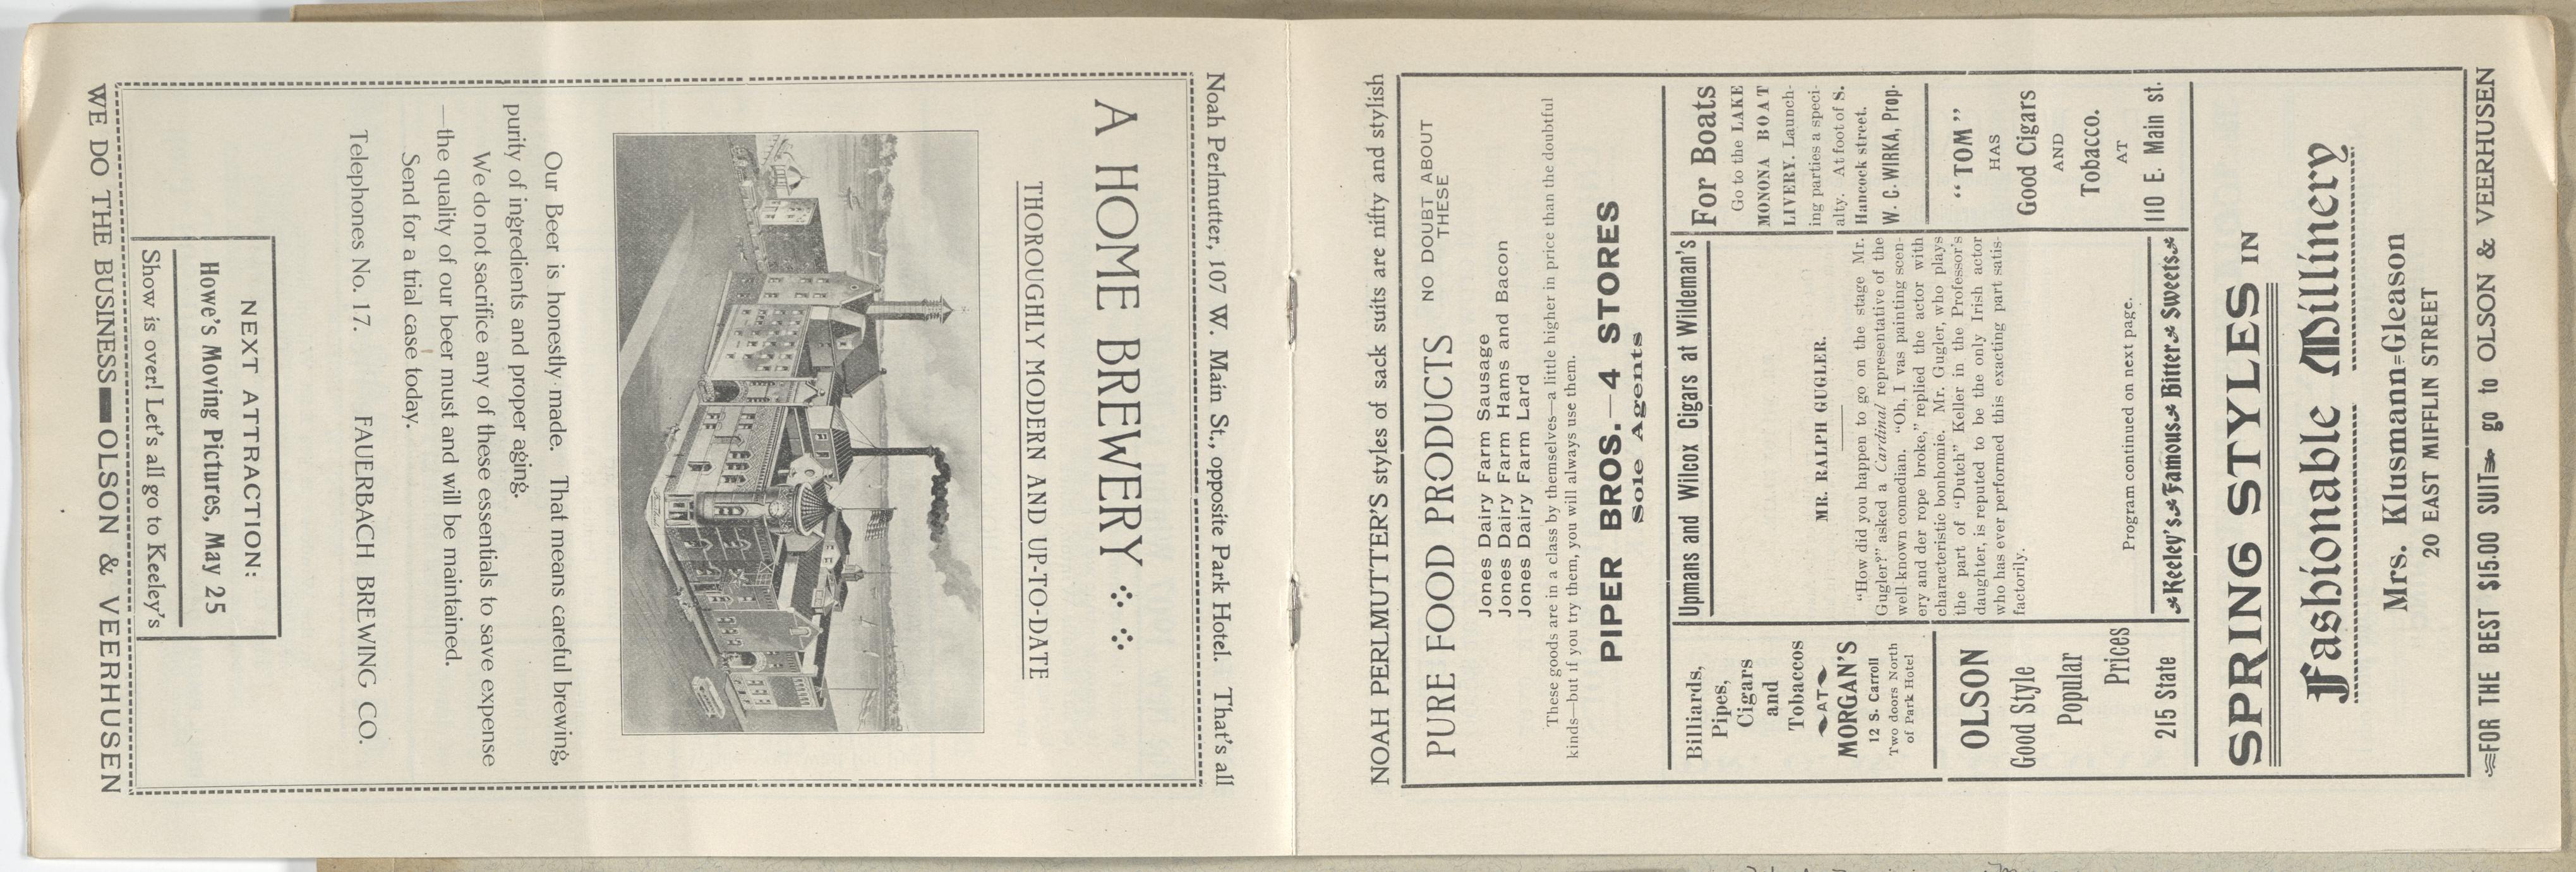 Noah Perlmutter, 107 W. Main St., opposite Park Hotel. That's all
A HOME BREWERY
THOROUGHLY MODERN AND UP-TO-DATE
Our Beer is honestly made. That means careful brewing,
purity of ingredients and proper aging.
We do not sacrifice any of these essentials to save expense
—the quality of our beer must and will be maintained.
Send for a trial case today.
Telephones No. 17. FAUERBACH BREWING CO.
NEXT ATTRACTION:
Howe's Moving Pictures, May 25
Show is over! Let's all go to Keeley's
WE DO THE BUSINESS—OLSON & VEERHUSEN
NOAH PERLMUTTER'S styles of sack suits are nifty and stylish
PURE FOOD PRODUCTS NO DOUBT ABOUT
THESE
Jones Dairy Farm Sausage
Jones Dairy Farm Hams and Bacon
Jones Dairy Farm Lard
These goods are in a class by themselves—a little higher in price than the doubtful
kinds—but if you try them, you will always use them.
PIPER BROS.—4 STORES
Sole Agents
Billiards,
Pipes,
Cigars
and
Tobaccos
AT
MORGAN'S
12 S. Carroll
Two doors North
of Park Hotel
OLSON
Good Style
Popular
Prices
215 State
Upmans and Wilcox Cigars at Wildeman's
MR. RALPH GUGLER.
"How did you happen to go on the stage Mr.
Gugler?" asked a Cardinal representative of the
well-known comedian. "Oh, I was painting scen-
ery and der rope broke," replied the actor with
characteristic bonhomie. Mr. Gugler, who plays
the part of "Dutch" Keller in the Professor's
daughter, is reputed to be the only Irish actor
who has ever performed this exacting part satis-
factorily.
Program continued on next page.
Keeley's Famous Bitter Sweets
For Boats
Go to the LAKE
MONONA BOAT
LIVERY. Launch-
ing parties a speci-
alty. At foot of S.
Hancock street.
W. C. WIRKA, Prop.
"TOM"
HAS
Good Cigars
AND
Tobacco.
AT
110 E. Main st.
SPRING STYLES IN
Fashionable Millinery
Mrs. Klusmann=Gleason
20 EAST MIFFLIN STREET
FOR THE BEST $15.00 SUIT go to OLSON & VEERHUSEN